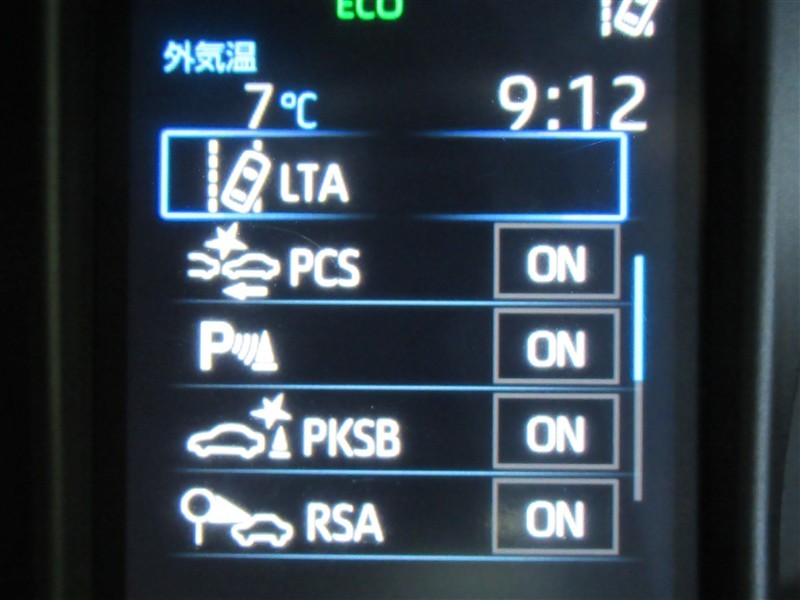 ECO
外気温
7℃ 9:12
LTA
PCS ON
P ON
PKSB ON
RSA ON